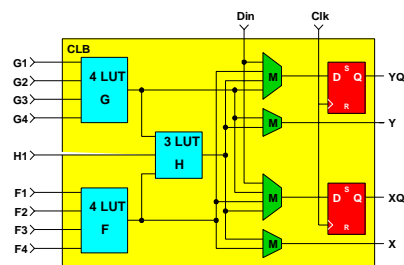 Din Clk
CLB
G1
G2
G3
G4
4 LUT
G
M
D S Q
R
YQ
M
Y
H1
3 LUT
H
F1
F2
F3
F4
4 LUT
F
M
D S Q
R
XQ
M
X